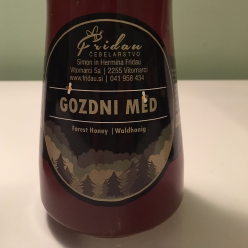 Fridau
ČEBELARSTVO
Simon in Hermina Fridau
Vitomarci 5a | 2255 Vitomarci
www.fridau.si | 041 958 434
GOZDNI MED
Forest Honey | Waldhonig